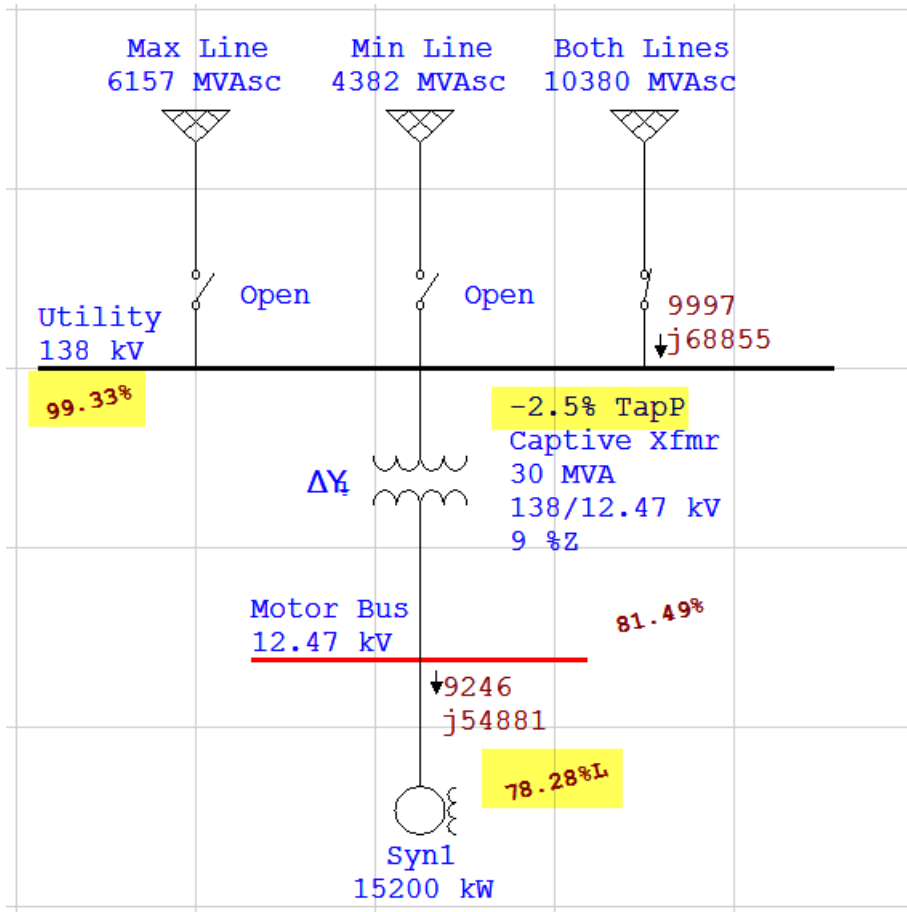 Max Line
6157 MVAsc
Min Line
4382 MVAsc
Both Lines
10380 MVAsc
Open
Open
9997
j68855
Utility
138 kV
99.33%
-2.5% TapP
Captive Xfmr
30 MVA
138/12.47 kV
9 %Z
ΔY
Motor Bus
12.47 kV
81.49%
9246
j54881
78.28%L
Syn1
15200 kW